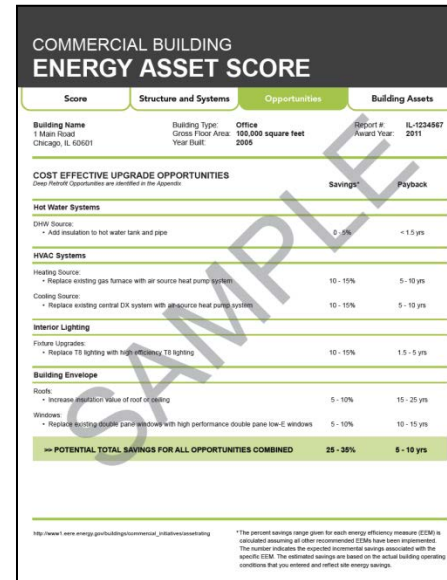 COMMERCIAL BUILDING
ENERGY ASSET SCORE
Score Structure and Systems Opportunities Building Assets
Building Name Building Type: Office Report #: IL-1234567
1 Main Road Gross Floor Area: 100,000 square feet Award Year: 2011
Chicago, IL 60601 Year Built: 2005
COST EFFECTIVE UPGRADE OPPORTUNITIES
Deep Retrofit Opportunities are identified in the Appendix Savings* Payback
Hot Water Systems
DHW Source:
• Add insulation to hot water tank and pipe 0 - 5% < 1.5 yrs
HVAC Systems
Heating Source:
• Replace existing gas furnace with air source heat pump system 10 - 15% 5 - 10 yrs
Cooling Source:
• Replace existing central DX system with air-source heat pump system 10 - 15% 5 - 10 yrs
Interior Lighting
Fixture Upgrades:
• Replace T8 lighting with high efficiency T8 lighting 10 - 15% 1.5 - 5 yrs
Building Envelope
Roofs:
• Increase insulation value of roof or ceiling 5 - 10% 15 - 25 yrs
Windows:
• Replace existing double pane windows with high performance double pane low-E windows 5 - 10% 10 - 15 yrs
>> POTENTIAL TOTAL SAVINGS FOR ALL OPPORTUNITIES COMBINED 25 - 35% 5 - 10 yrs
SAMPLE
http://www1.eere.energy.gov/buildings/commercial_initiatives/assetrating
*The percent savings range given for each energy efficiency measure (EEM) is
calculated assuming all other recommended EEMs have been implemented.
The number indicates the expected incremental savings associated with the
specific EEM. The estimated savings are based on the actual building operating
conditions that you entered and reflect site energy savings.